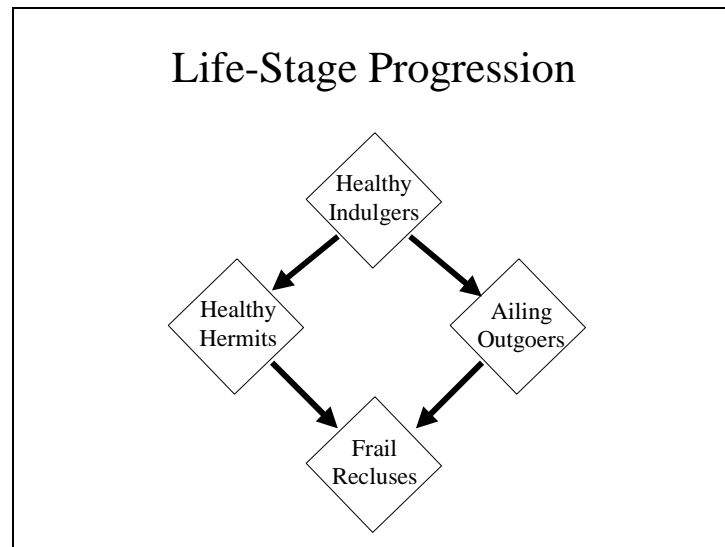 Life-Stage Progression
Healthy
Indulgers
Healthy
Hermits
Ailing
Outgoers
Frail
Recluses